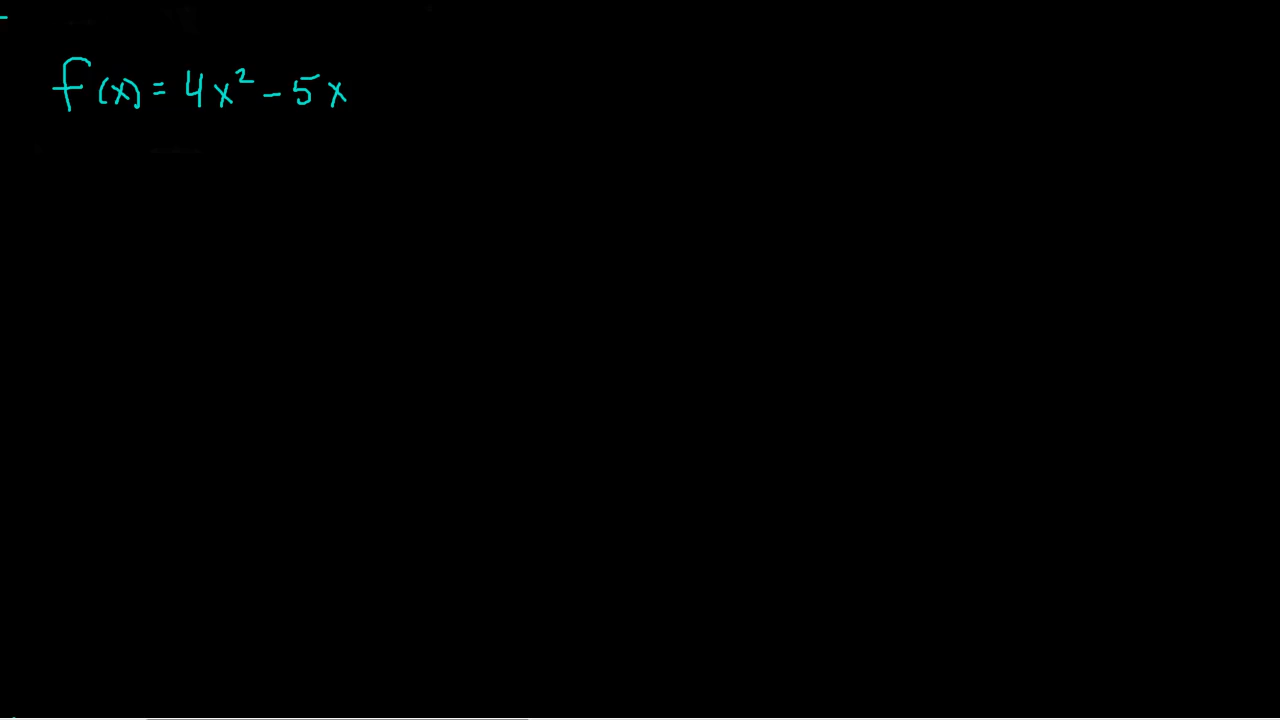 f(x) = 4x² - 5x